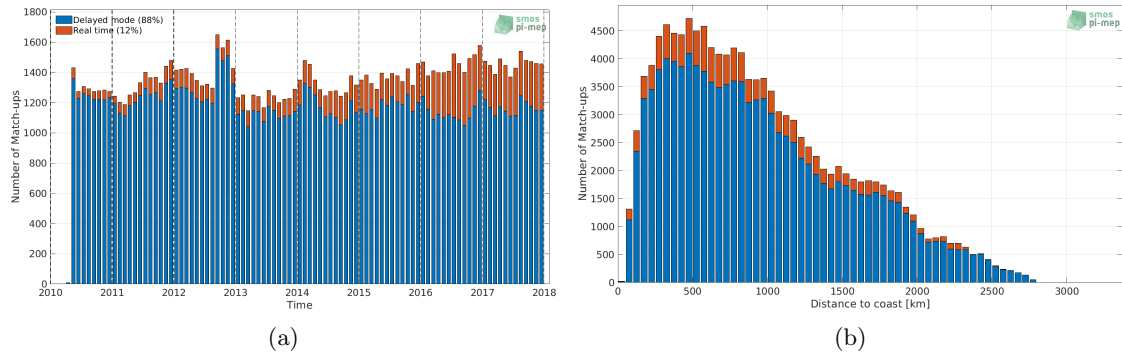 1800
1600
1400
1200
1000
800
600
400
200
0
Number of Match-ups
Delayed mode (88%)
Real time (12%)
smos
pi-mep
2010 2011 2012 2013 2014 2015 2016 2017 2018
Time
(a)
4500
4000
3500
3000
2500
2000
1500
1000
500
0
Number of Match-ups
smos
pi-mep
0 500 1000 1500 2000 2500 3000
Distance to coast [km]
(b)